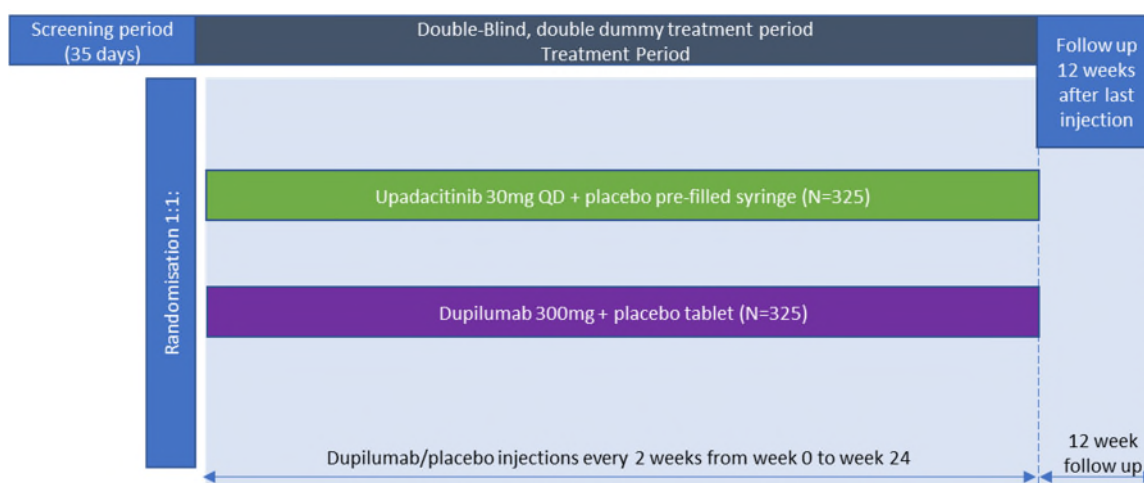 Screening period
(35 days)
Double-Blind, double dummy treatment period
Treatment Period
Follow up
12 weeks
after last
injection
Randomisation 1:1:
Upadacitinib 30mg QD + placebo pre-filled syringe (N=325)
Dupilumab 300mg + placebo tablet (N=325)
Dupilumab/placebo injections every 2 weeks from week 0 to week 24
12 week
follow up